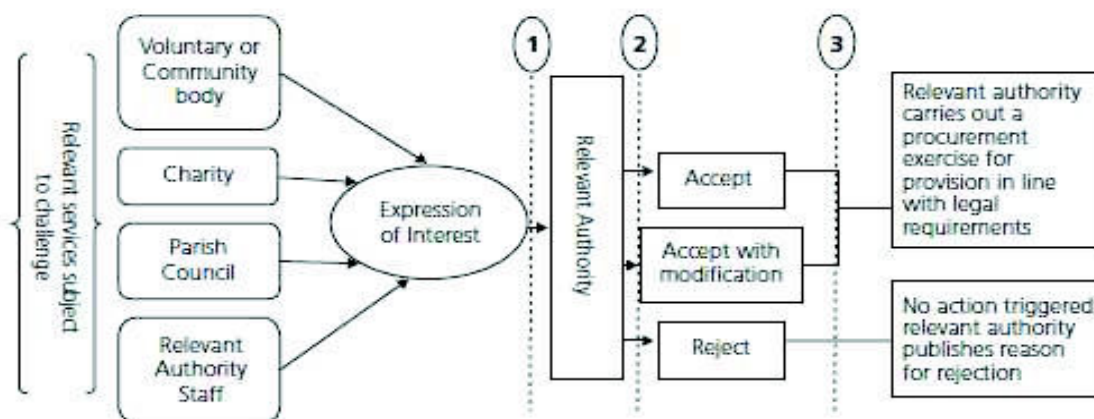 Relevant services subject
to challenge
Voluntary or
Community
body
Charity
Parish
Council
Relevant
Authority
Staff
Expression
of Interest
1
Relevant Authority
2
Accept
Accept with
modification
Reject
3
Relevant authority
carries out a
procurement
exercise for
provision in line
with legal
requirements
No action triggered,
relevant authority
publishes reason
for rejection